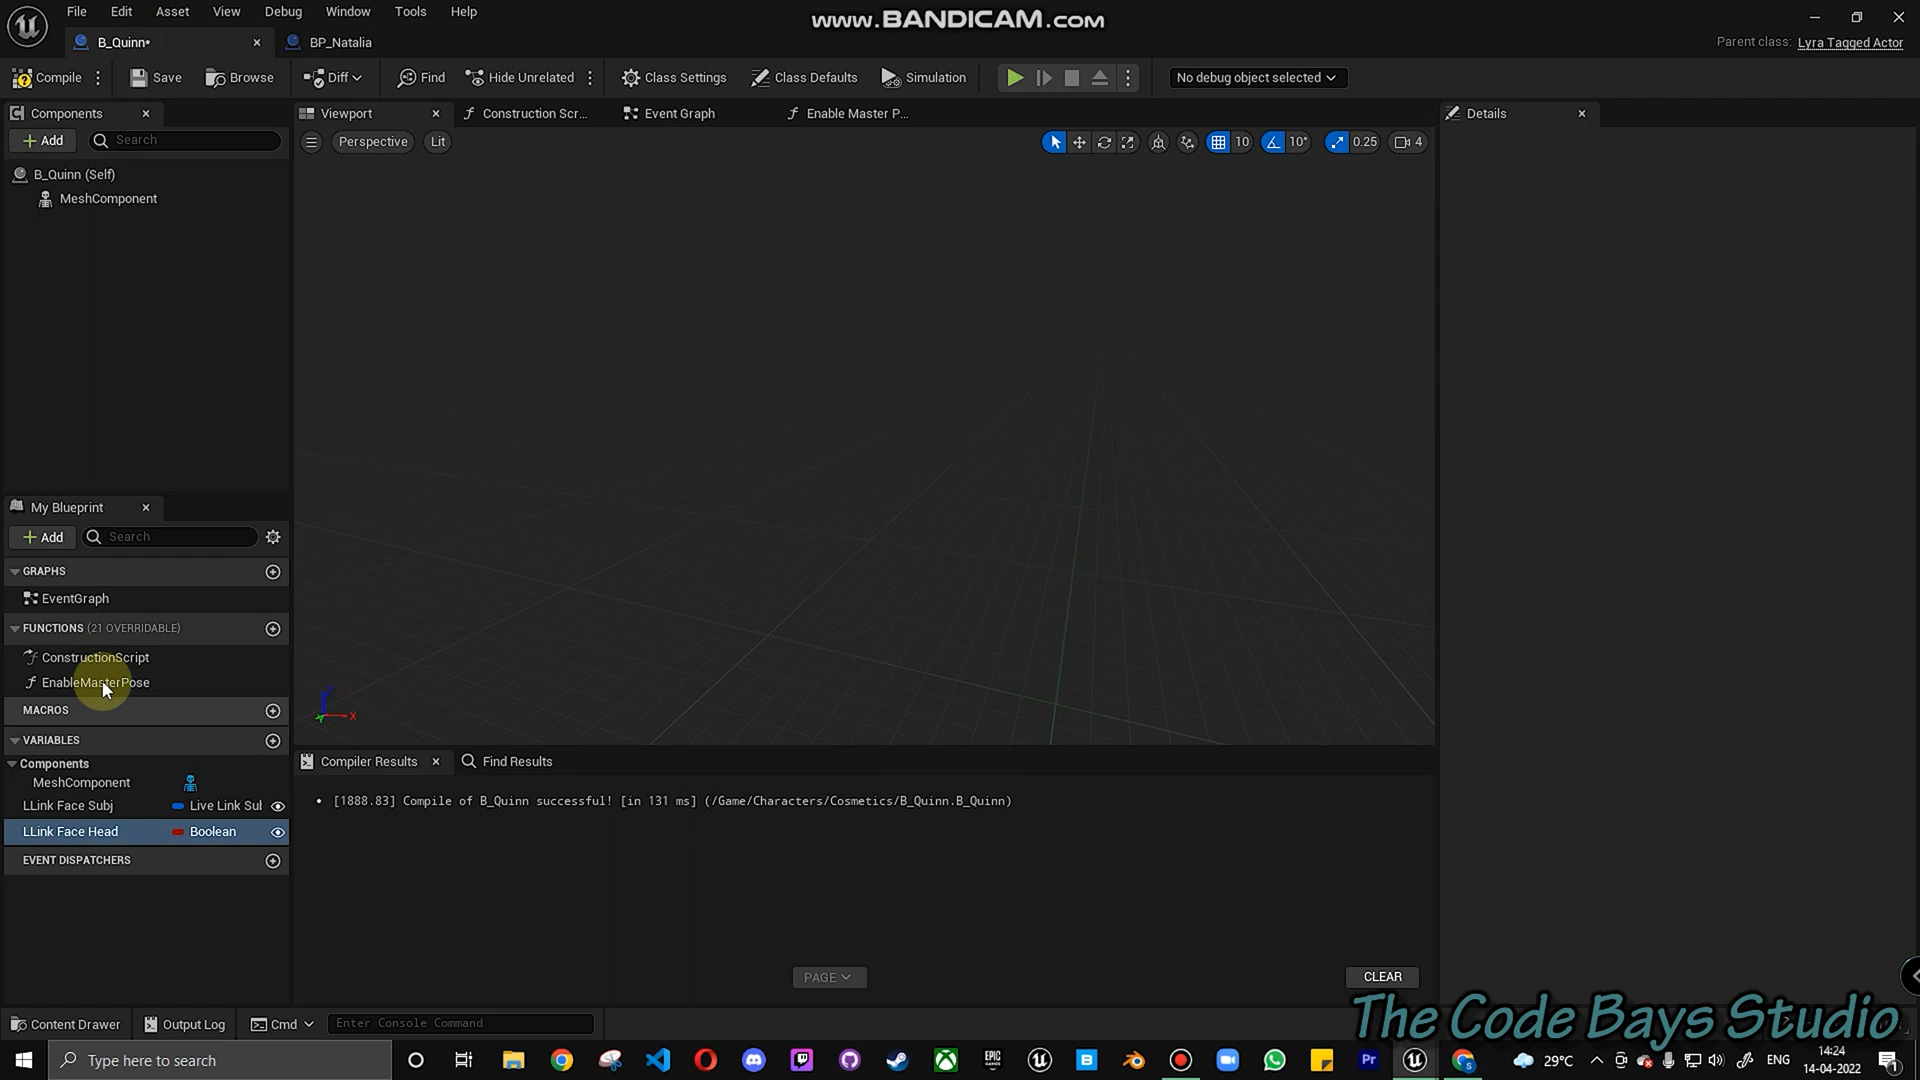 File Edit Asset View Debug Window Tools Help
www.BANDICAM.com
B_Quinn*
BP_Natalia
Parent class: Lyra Tagged Actor
Compile
Save
Browse
Diff
Find
Hide Unrelated
Class Settings
Class Defaults
Simulation
No debug object selected
Components
Viewport
Construction Scr...
Event Graph
Enable Master P...
Details
Add
Search
Perspective
Lit
10
10°
0.25
4
B_Quinn (Self)
MeshComponent
My Blueprint
Add
Search
GRAPHS
EventGraph
FUNCTIONS (21 OVERRIDABLE)
ConstructionScript
EnableMasterPose
MACROS
VARIABLES
Components
MeshComponent
LLink Face Subj Live Link Sul
LLink Face Head Boolean
EVENT DISPATCHERS
Z
X
Compiler Results
Find Results
[1888.83] Compile of B_Quinn successful! [in 131 ms] (/Game/Characters/Cosmetics/B_Quinn.B_Quinn)
PAGE
CLEAR
Content Drawer
Output Log
Cmd
Enter Console Command
The Code Bays Studio
Type here to search
EPIC
GAMES
Pr
29°C
ENG
14:24
14-04-2022
1